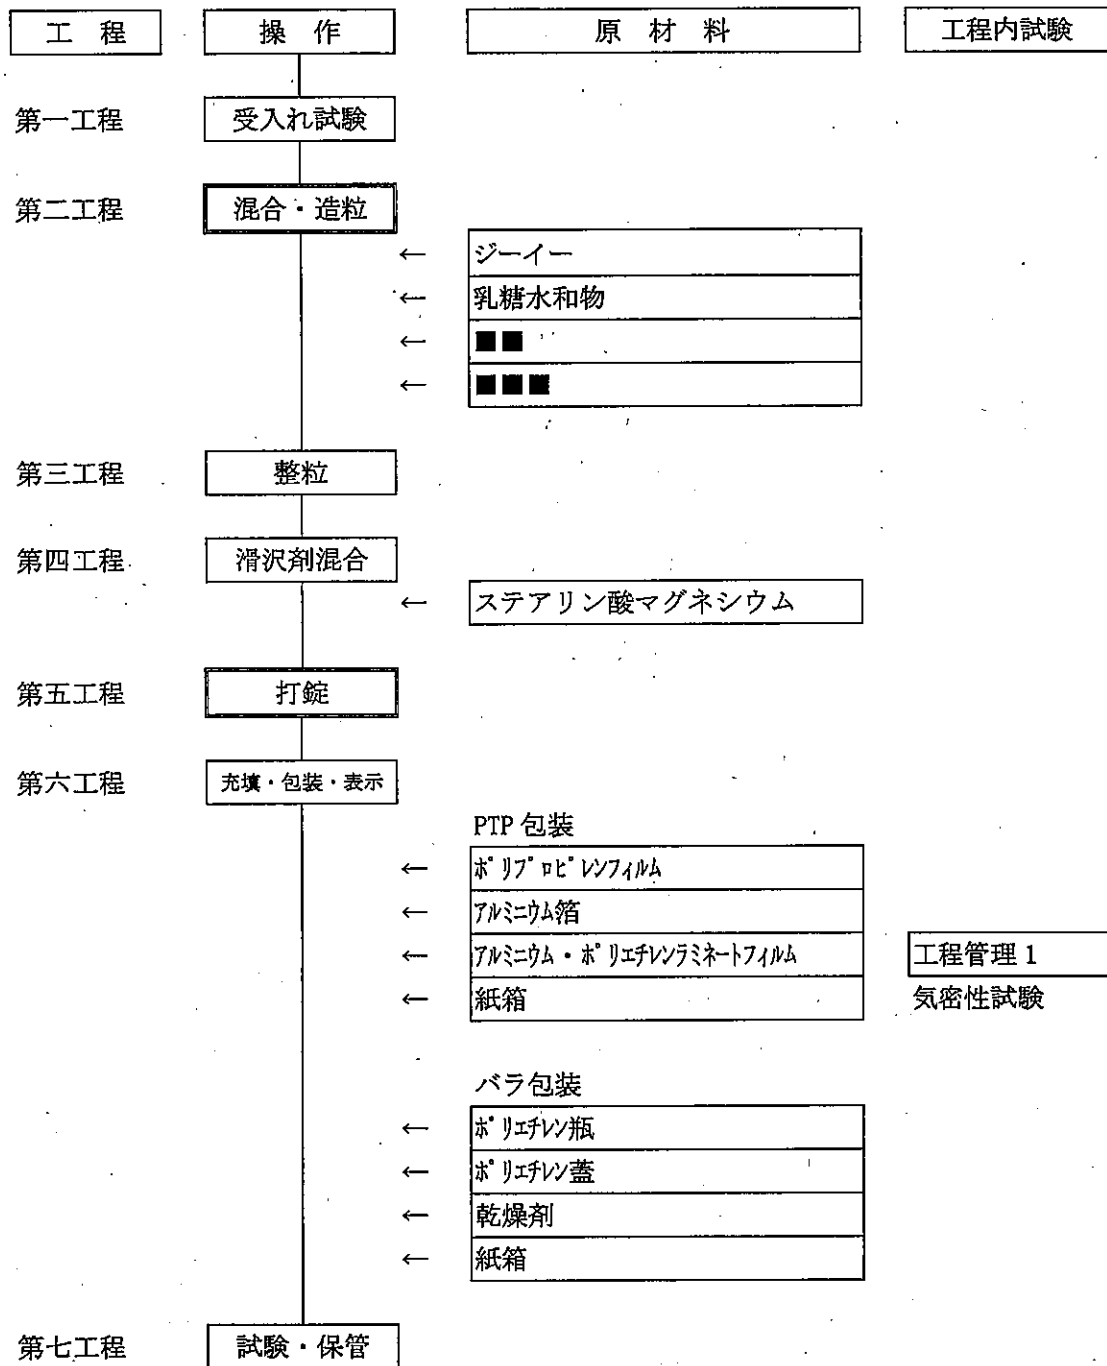 工程 操作 原材料 工程内試験
第一工程 受入れ試験
第二工程 混合・造粒
← ジーイー
← 乳糖水和物
← ■■
← ■■■
第三工程 整粒
第四工程 滑沢剤混合
← ステアリン酸マグネシウム
第五工程 打錠
第六工程 充填・包装・表示
PTP 包装
← ポリプロピレンフィルム
← アルミニウム箔
← アルミニウム・ポリエチレンラミネートフィルム 工程管理 1
← 紙箱 気密性試験
バラ包装
← ポリエチレン瓶
← ポリエチレン蓋
← 乾燥剤
← 紙箱
第七工程 試験・保管